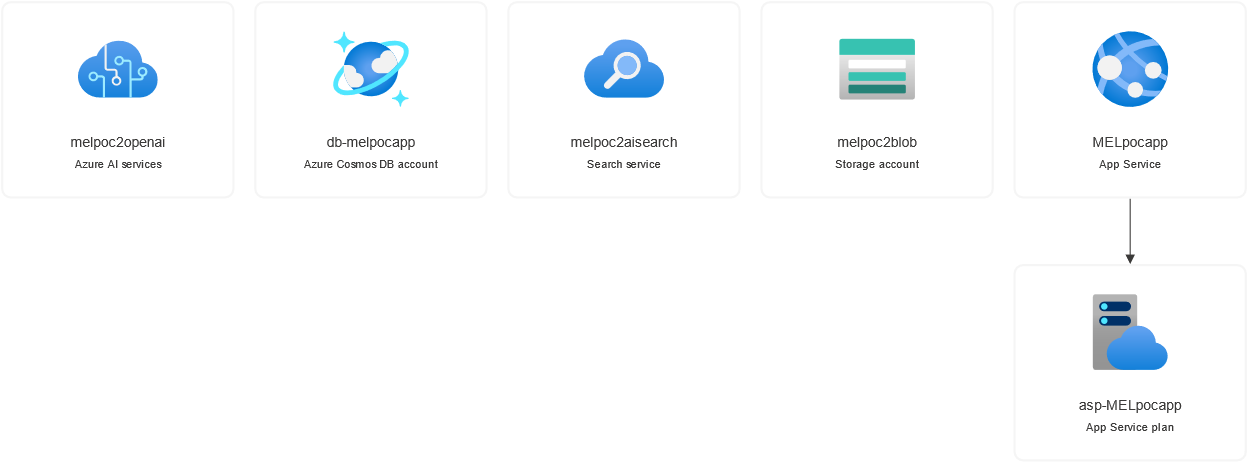 melpoc2openai
Azure AI services
db-melpocapp
Azure Cosmos DB account
melpoc2aisearch
Search service
melpoc2blob
Storage account
MELpocapp
App Service
asp-MELpocapp
App Service plan